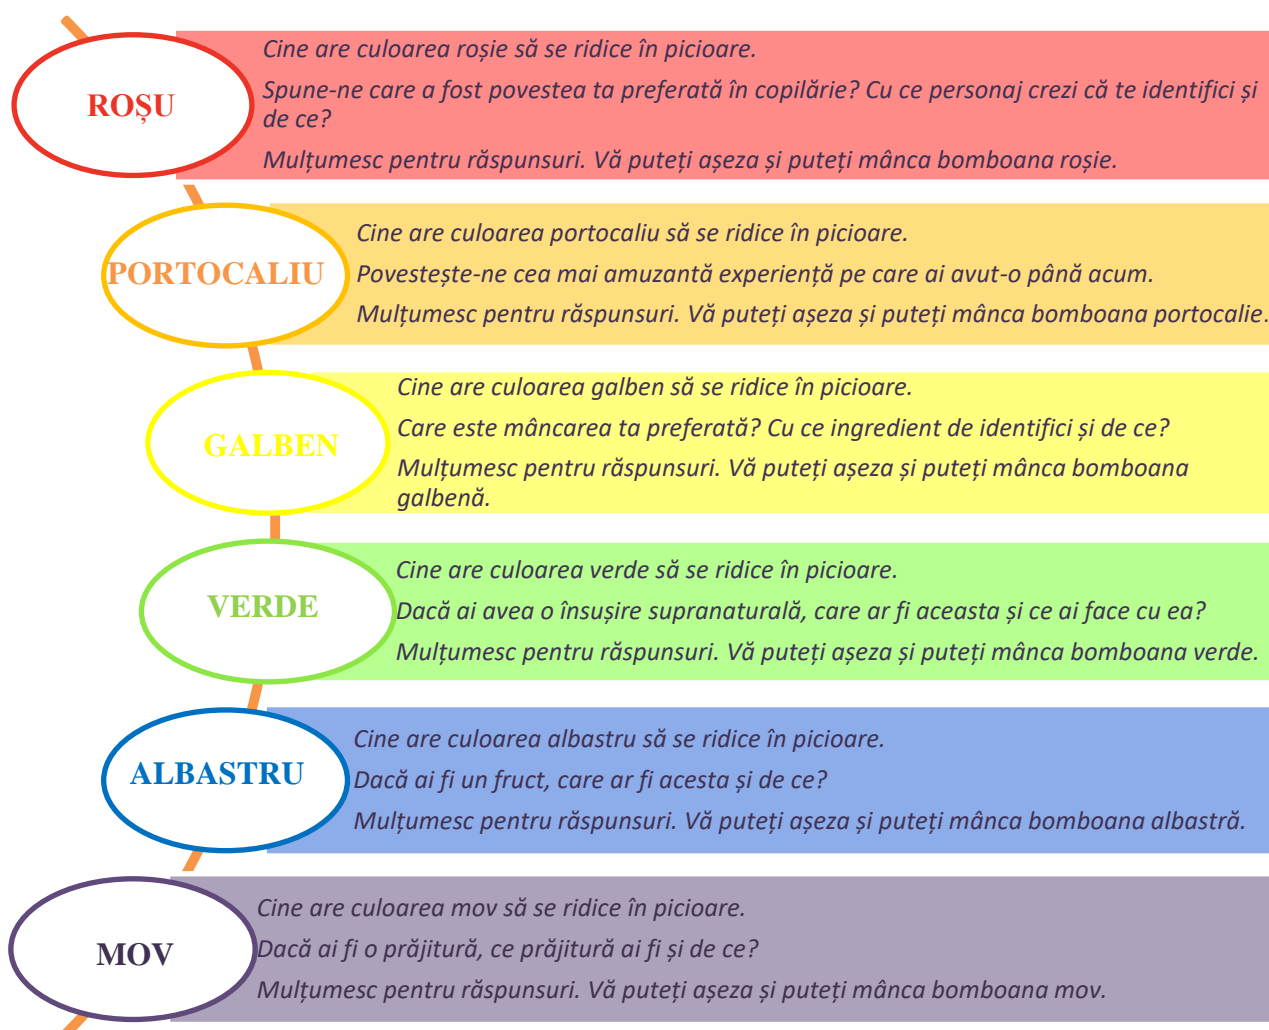 ROȘU
Cine are culoarea roșie să se ridice în picioare.
Spune-ne care a fost povestea ta preferată în copilărie? Cu ce personaj crezi că te identifici și
de ce?
Mulțumesc pentru răspunsuri. Vă puteți așeza și puteți mânca bomboana roșie.
PORTOCALIU
Cine are culoarea portocaliu să se ridice în picioare.
Povestește-ne cea mai amuzantă experiență pe care ai avut-o până acum.
Mulțumesc pentru răspunsuri. Vă puteți așeza și puteți mânca bomboana portocalie.
GALBEN
Cine are culoarea galben să se ridice în picioare.
Care este mâncarea ta preferată? Cu ce ingredient de identifici și de ce?
Mulțumesc pentru răspunsuri. Vă puteți așeza și puteți mânca bomboana
galbenă.
VERDE
Cine are culoarea verde să se ridice în picioare.
Dacă ai avea o însușire supranaturală, care ar fi aceasta și ce ai face cu ea?
Mulțumesc pentru răspunsuri. Vă puteți așeza și puteți mânca bomboana verde.
ALBASTRU
Cine are culoarea albastru să se ridice în picioare.
Dacă ai fi un fruct, care ar fi acesta și de ce?
Mulțumesc pentru răspunsuri. Vă puteți așeza și puteți mânca bomboana albastră.
MOV
Cine are culoarea mov să se ridice în picioare.
Dacă ai fi o prăjitură, ce prăjitură ai fi și de ce?
Mulțumesc pentru răspunsuri. Vă puteți așeza și puteți mânca bomboana mov.